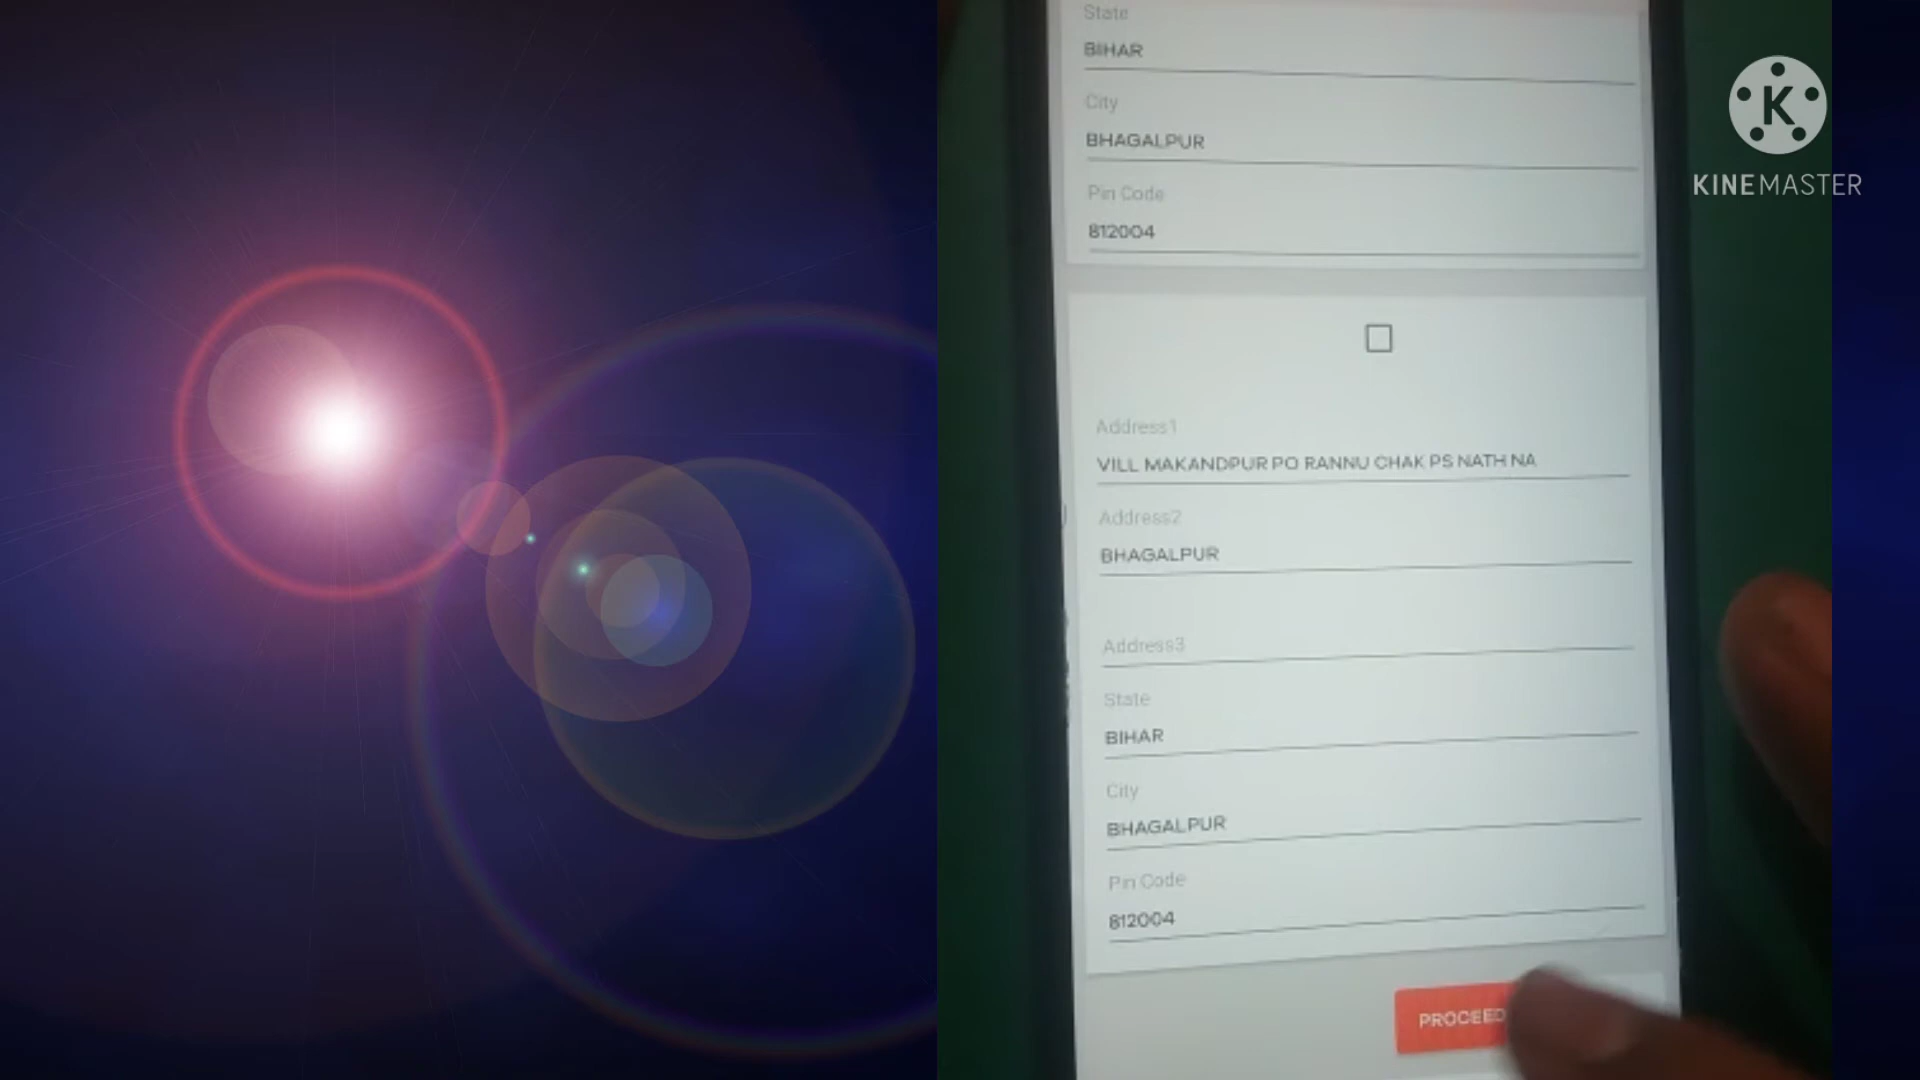 State
BIHAR
City
BHAGALPUR
Pin Code
812004
K
KINEMASTER
Address1
VILL MAKANDPUR PO RANNU CHAK PS NATH NA
Address2
BHAGALPUR
Address3
State
BIHAR
City
BHAGALPUR
Pin Code
812004
PROCEED